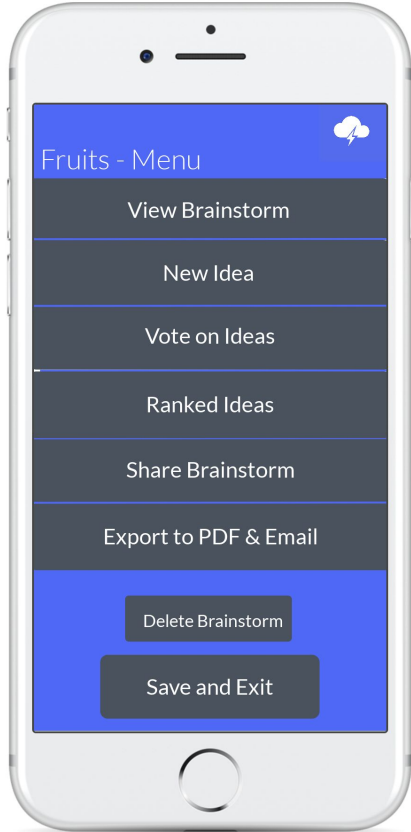 Fruits - Menu
View Brainstorm
New Idea
Vote on Ideas
Ranked Ideas
Share Brainstorm
Export to PDF & Email
Delete Brainstorm
Save and Exit